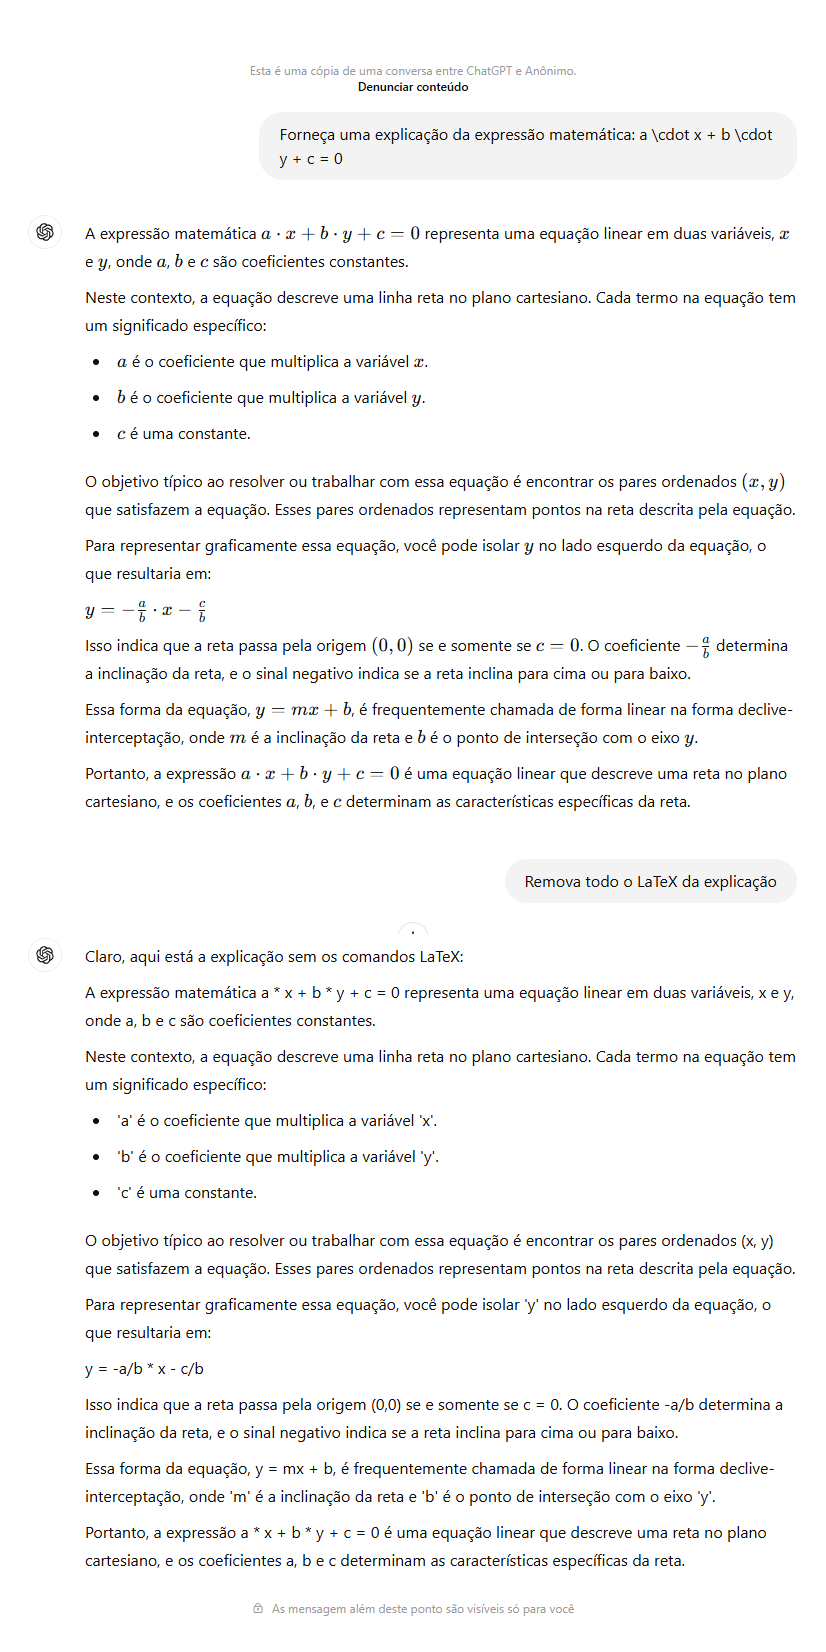 Esta é uma cópia de uma conversa entre ChatGPT e Anônimo.
Denunciar conteúdo
Forneça uma explicação da expressão matemática: a \cdot x + b \cdot
y + c = 0
A expressão matemática a · x + b · y + c = 0 representa uma equação linear em duas variáveis, x
e y, onde a, b e c são coeficientes constantes.
Neste contexto, a equação descreve uma linha reta no plano cartesiano. Cada termo na equação tem
um significado específico:
• a é o coeficiente que multiplica a variável x.
• b é o coeficiente que multiplica a variável y.
• c é uma constante.
O objetivo típico ao resolver ou trabalhar com essa equação é encontrar os pares ordenados (x, y)
que satisfazem a equação. Esses pares ordenados representam pontos na reta descrita pela equação.
Para representar graficamente essa equação, você pode isolar y no lado esquerdo da equação, o
que resultaria em:
y = −a/b · x − c/b
Isso indica que a reta passa pela origem (0, 0) se e somente se c = 0. O coeficiente −a/b determina
a inclinação da reta, e o sinal negativo indica se a reta inclina para cima ou para baixo.
Essa forma da equação, y = mx + b, é frequentemente chamada de forma linear na forma declive-
interceptação, onde m é a inclinação da reta e b é o ponto de interseção com o eixo y.
Portanto, a expressão a · x + b · y + c = 0 é uma equação linear que descreve uma reta no plano
cartesiano, e os coeficientes a, b, e c determinam as características específicas da reta.
Remova todo o LaTeX da explicação
Claro, aqui está a explicação sem os comandos LaTeX:
A expressão matemática a * x + b * y + c = 0 representa uma equação linear em duas variáveis, x e y,
onde a, b e c são coeficientes constantes.
Neste contexto, a equação descreve uma linha reta no plano cartesiano. Cada termo na equação tem
um significado específico:
• 'a' é o coeficiente que multiplica a variável 'x'.
• 'b' é o coeficiente que multiplica a variável 'y'.
• 'c' é uma constante.
O objetivo típico ao resolver ou trabalhar com essa equação é encontrar os pares ordenados (x, y)
que satisfazem a equação. Esses pares ordenados representam pontos na reta descrita pela equação.
Para representar graficamente essa equação, você pode isolar 'y' no lado esquerdo da equação, o
que resultaria em:
y = -a/b * x - c/b
Isso indica que a reta passa pela origem (0,0) se e somente se c = 0. O coeficiente -a/b determina a
inclinação da reta, e o sinal negativo indica se a reta inclina para cima ou para baixo.
Essa forma da equação, y = mx + b, é frequentemente chamada de forma linear na forma declive-
interceptação, onde 'm' é a inclinação da reta e 'b' é o ponto de interseção com o eixo 'y'.
Portanto, a expressão a * x + b * y + c = 0 é uma equação linear que descreve uma reta no plano
cartesiano, e os coeficientes a, b e c determinam as características específicas da reta.
As mensagem além deste ponto são visíveis só para você